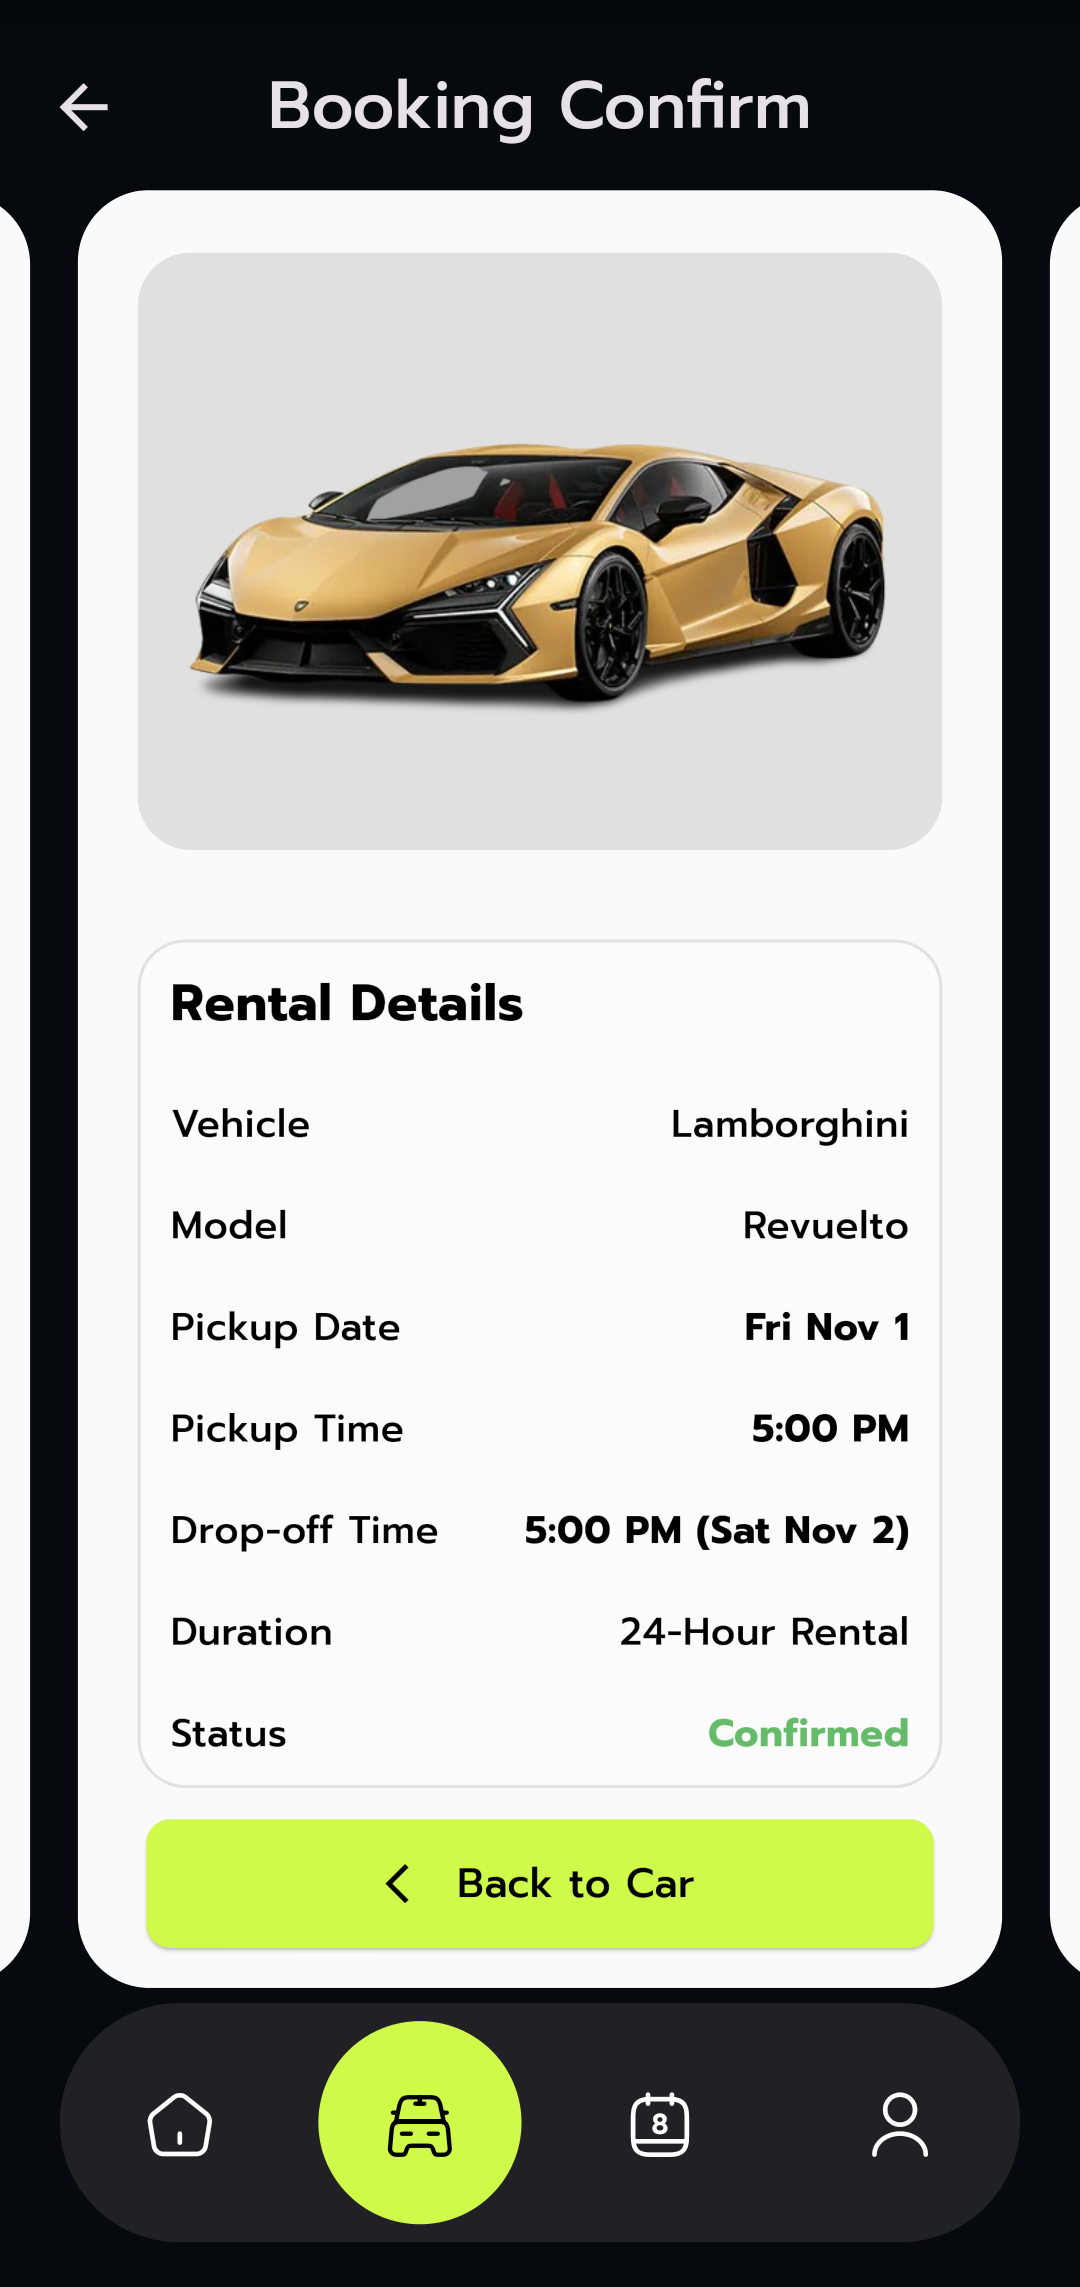 Booking Confirm
Rental Details
Vehicle Lamborghini
Model Revuelto
Pickup Date Fri Nov 1
Pickup Time 5:00 PM
Drop-off Time 5:00 PM (Sat Nov 2)
Duration 24-Hour Rental
Status Confirmed
Back to Car
8